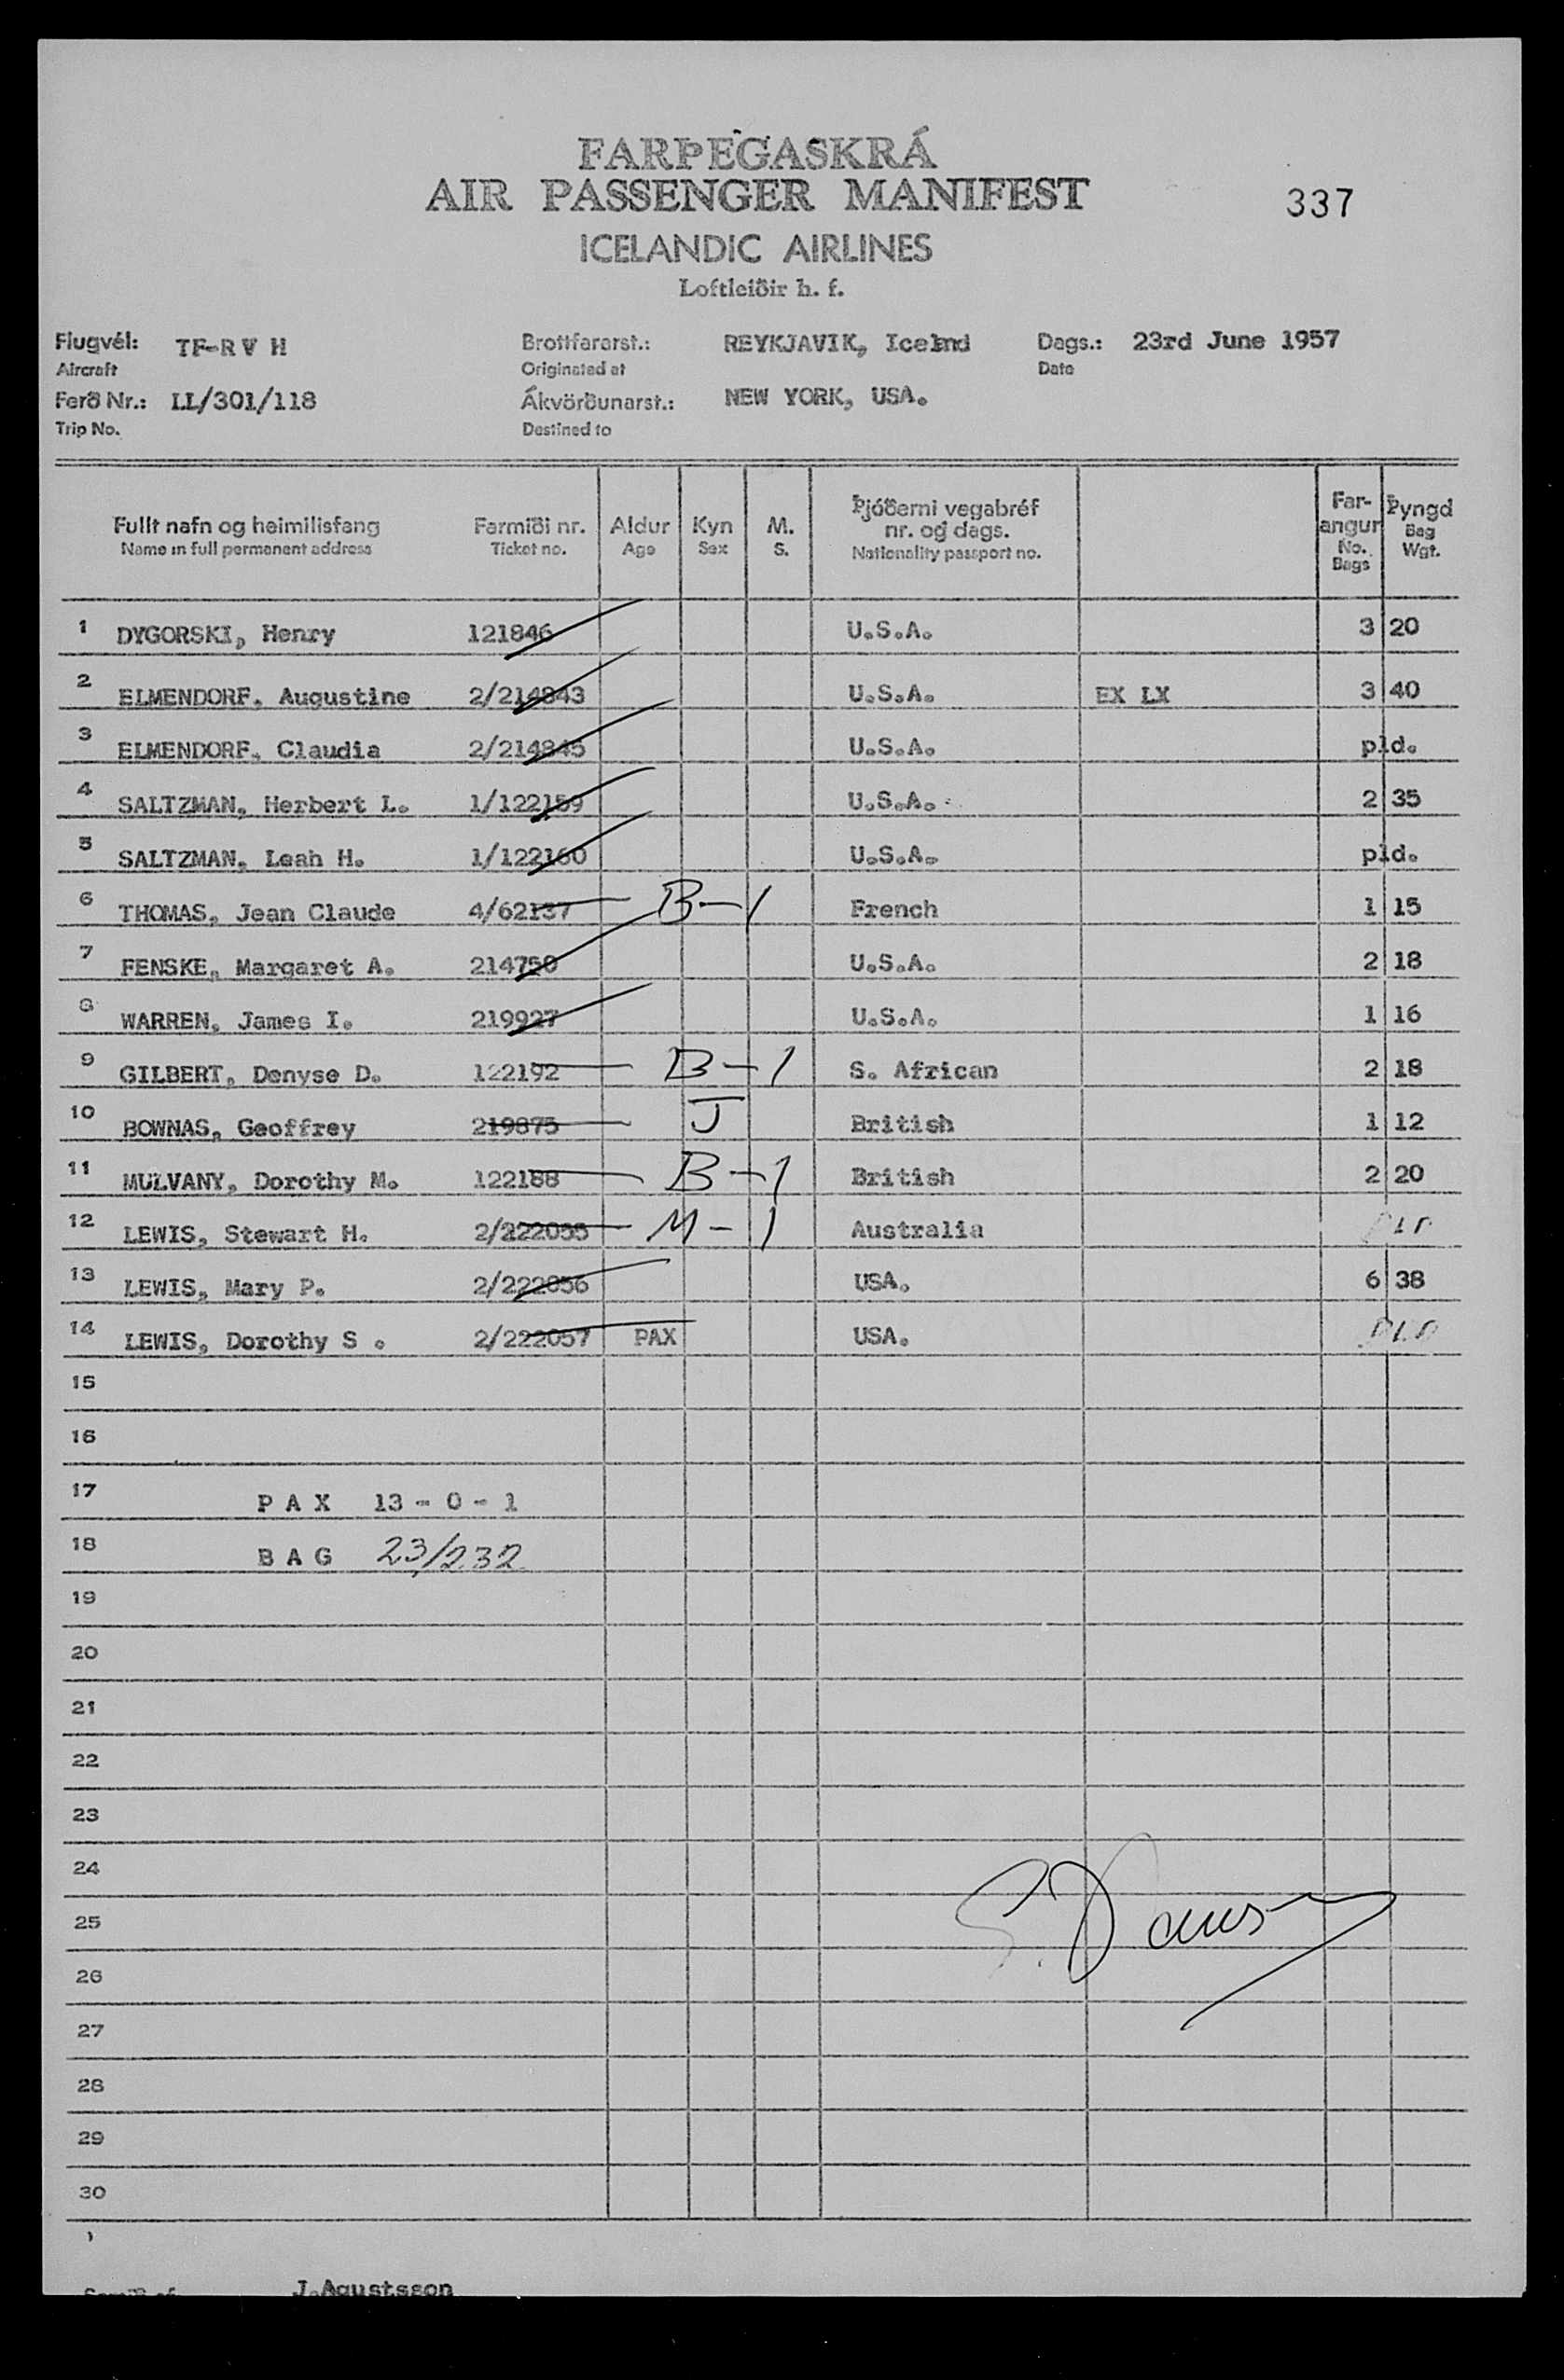 FARÞEGASKRÁ
AIR PASSENGER MANIFEST
337
ICELANDIC AIRLINES
Loftleiðir h. f.
Flugvél: TF-R V H Brottfararst.: REYKJAVIK, Icelnd Dags.: 23rd June 1957
Aircraft Originated at Date
Ferð Nr.: LL/301/118 Ákvörðunarst.: NEW YORK, USA.
Trip No. Destined to
Fullt nafn og heimilisfang Farmiði nr. Aldur Kyn M. Þjóðerni vegabréf nr. og dags. Far-angur Þyngd
Name in full permanent address Ticket no. Age Sex S. Nationality passport no. No. Bags Bag Wgt.
1 DYGORSKI, Henry 121846 U.S.A. 3 20
2 ELMENDORF, Augustine 2/214843 U.S.A. EX LX 3 40
3 ELMENDORF, Claudia 2/214845 U.S.A. pld.
4 SALTZMAN, Herbert L. 1/122159 U.S.A. 2 35
5 SALTZMAN, Leah H. 1/122160 U.S.A. pld.
6 THOMAS, Jean Claude 4/62137 B-1 French 1 15
7 FENSKE, Margaret A. 214750 U.S.A. 2 18
8 WARREN, James I. 219927 U.S.A. 1 16
9 GILBERT, Denyse D. 122192 B-1 S. African 2 18
10 BOWNAS, Geoffrey 219875 J British 1 12
11 MULVANY, Dorothy M. 122188 B-1 British 2 20
12 LEWIS, Stewart H. 2/222055 M-1 Australia
13 LEWIS, Mary P. 2/222056 USA. 6 38
14 LEWIS, Dorothy S . 2/222057 PAX USA.
15
16
17 P A X 13 - 0 - 1
18 B A G 23/232
19
20
21
22
23
24
25
26
27
28
29
30
J.Agustsson